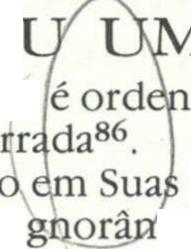 U UM
é orden
rrada⁸⁶.
o em Suas
gnorân